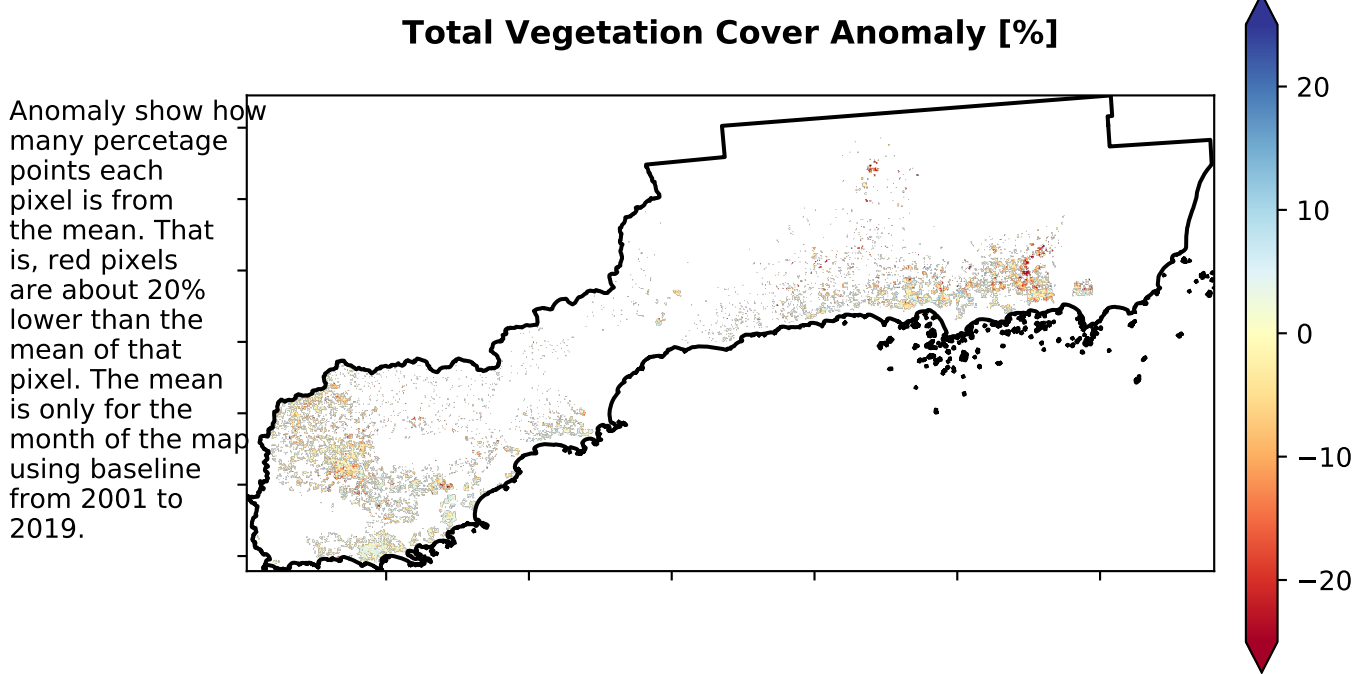 Total Vegetation Cover Anomaly [%]
Anomaly show how
many percetage
points each
pixel is from
the mean. That
is, red pixels
are about 20%
lower than the
mean of that
pixel. The mean
is only for the
month of the map
using baseline
from 2001 to
2019.
20
10
0
−10
−20